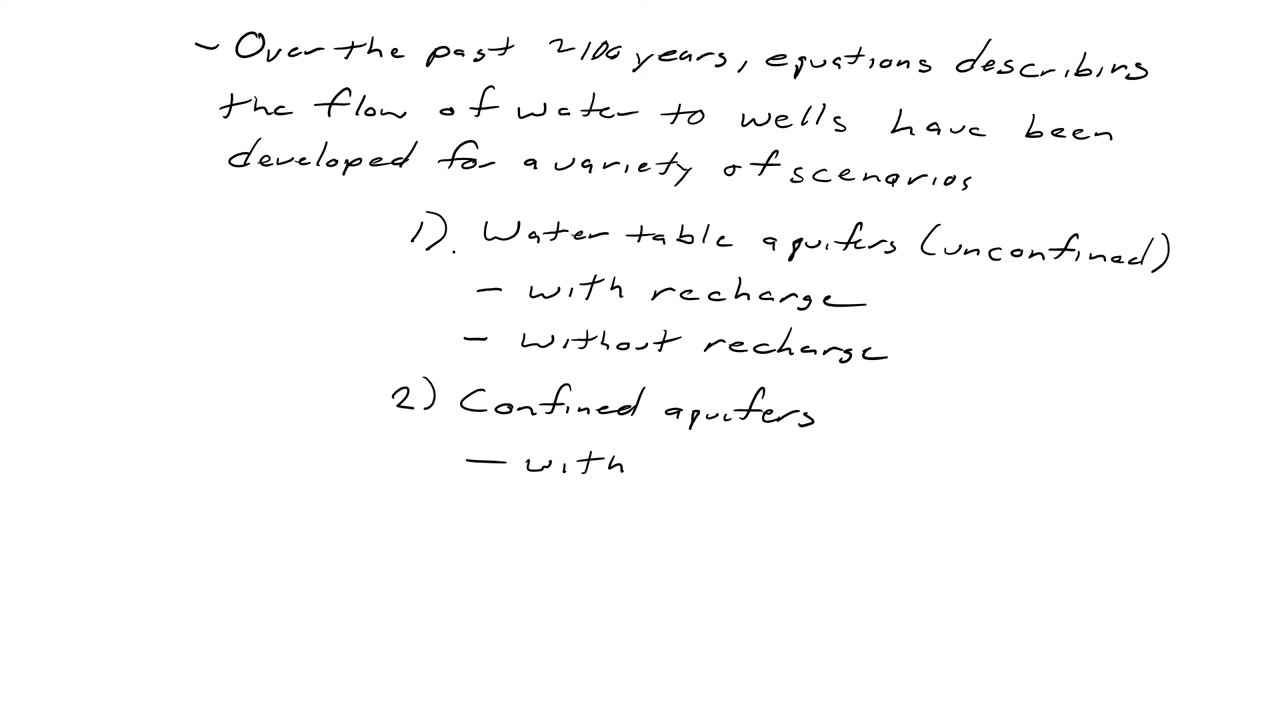 - Over the past ~100 years, equations describing
the flow of water to wells have been
developed for a variety of scenarios
1). Water table aquifers (unconfined)
- with recharge
- without recharge
2) Confined aquifers
- with